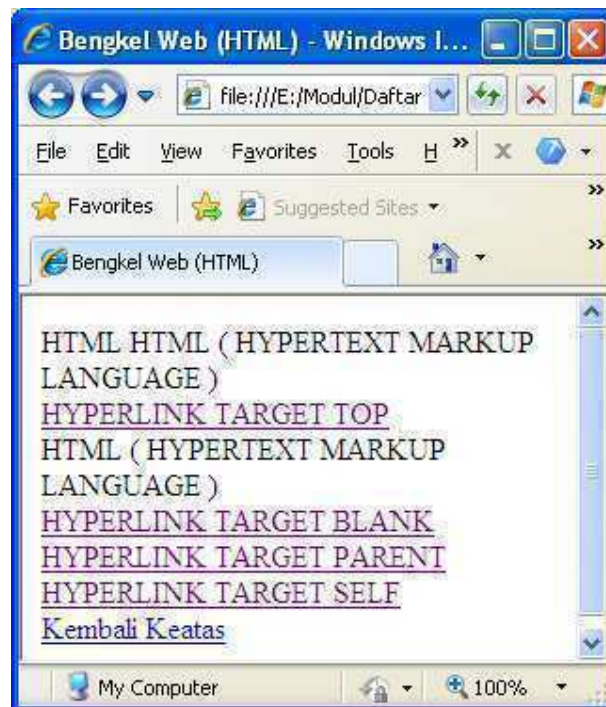 Bengkel Web (HTML) - Windows I...
file:///E:/Modul/Daftar
File Edit View Favorites Tools H »
Favorites Suggested Sites »
Bengkel Web (HTML) »
HTML HTML ( HYPERTEXT MARKUP
LANGUAGE )
HYPERLINK TARGET TOP
HTML ( HYPERTEXT MARKUP
LANGUAGE )
HYPERLINK TARGET BLANK
HYPERLINK TARGET PARENT
HYPERLINK TARGET SELF
Kembali Keatas
My Computer 100%